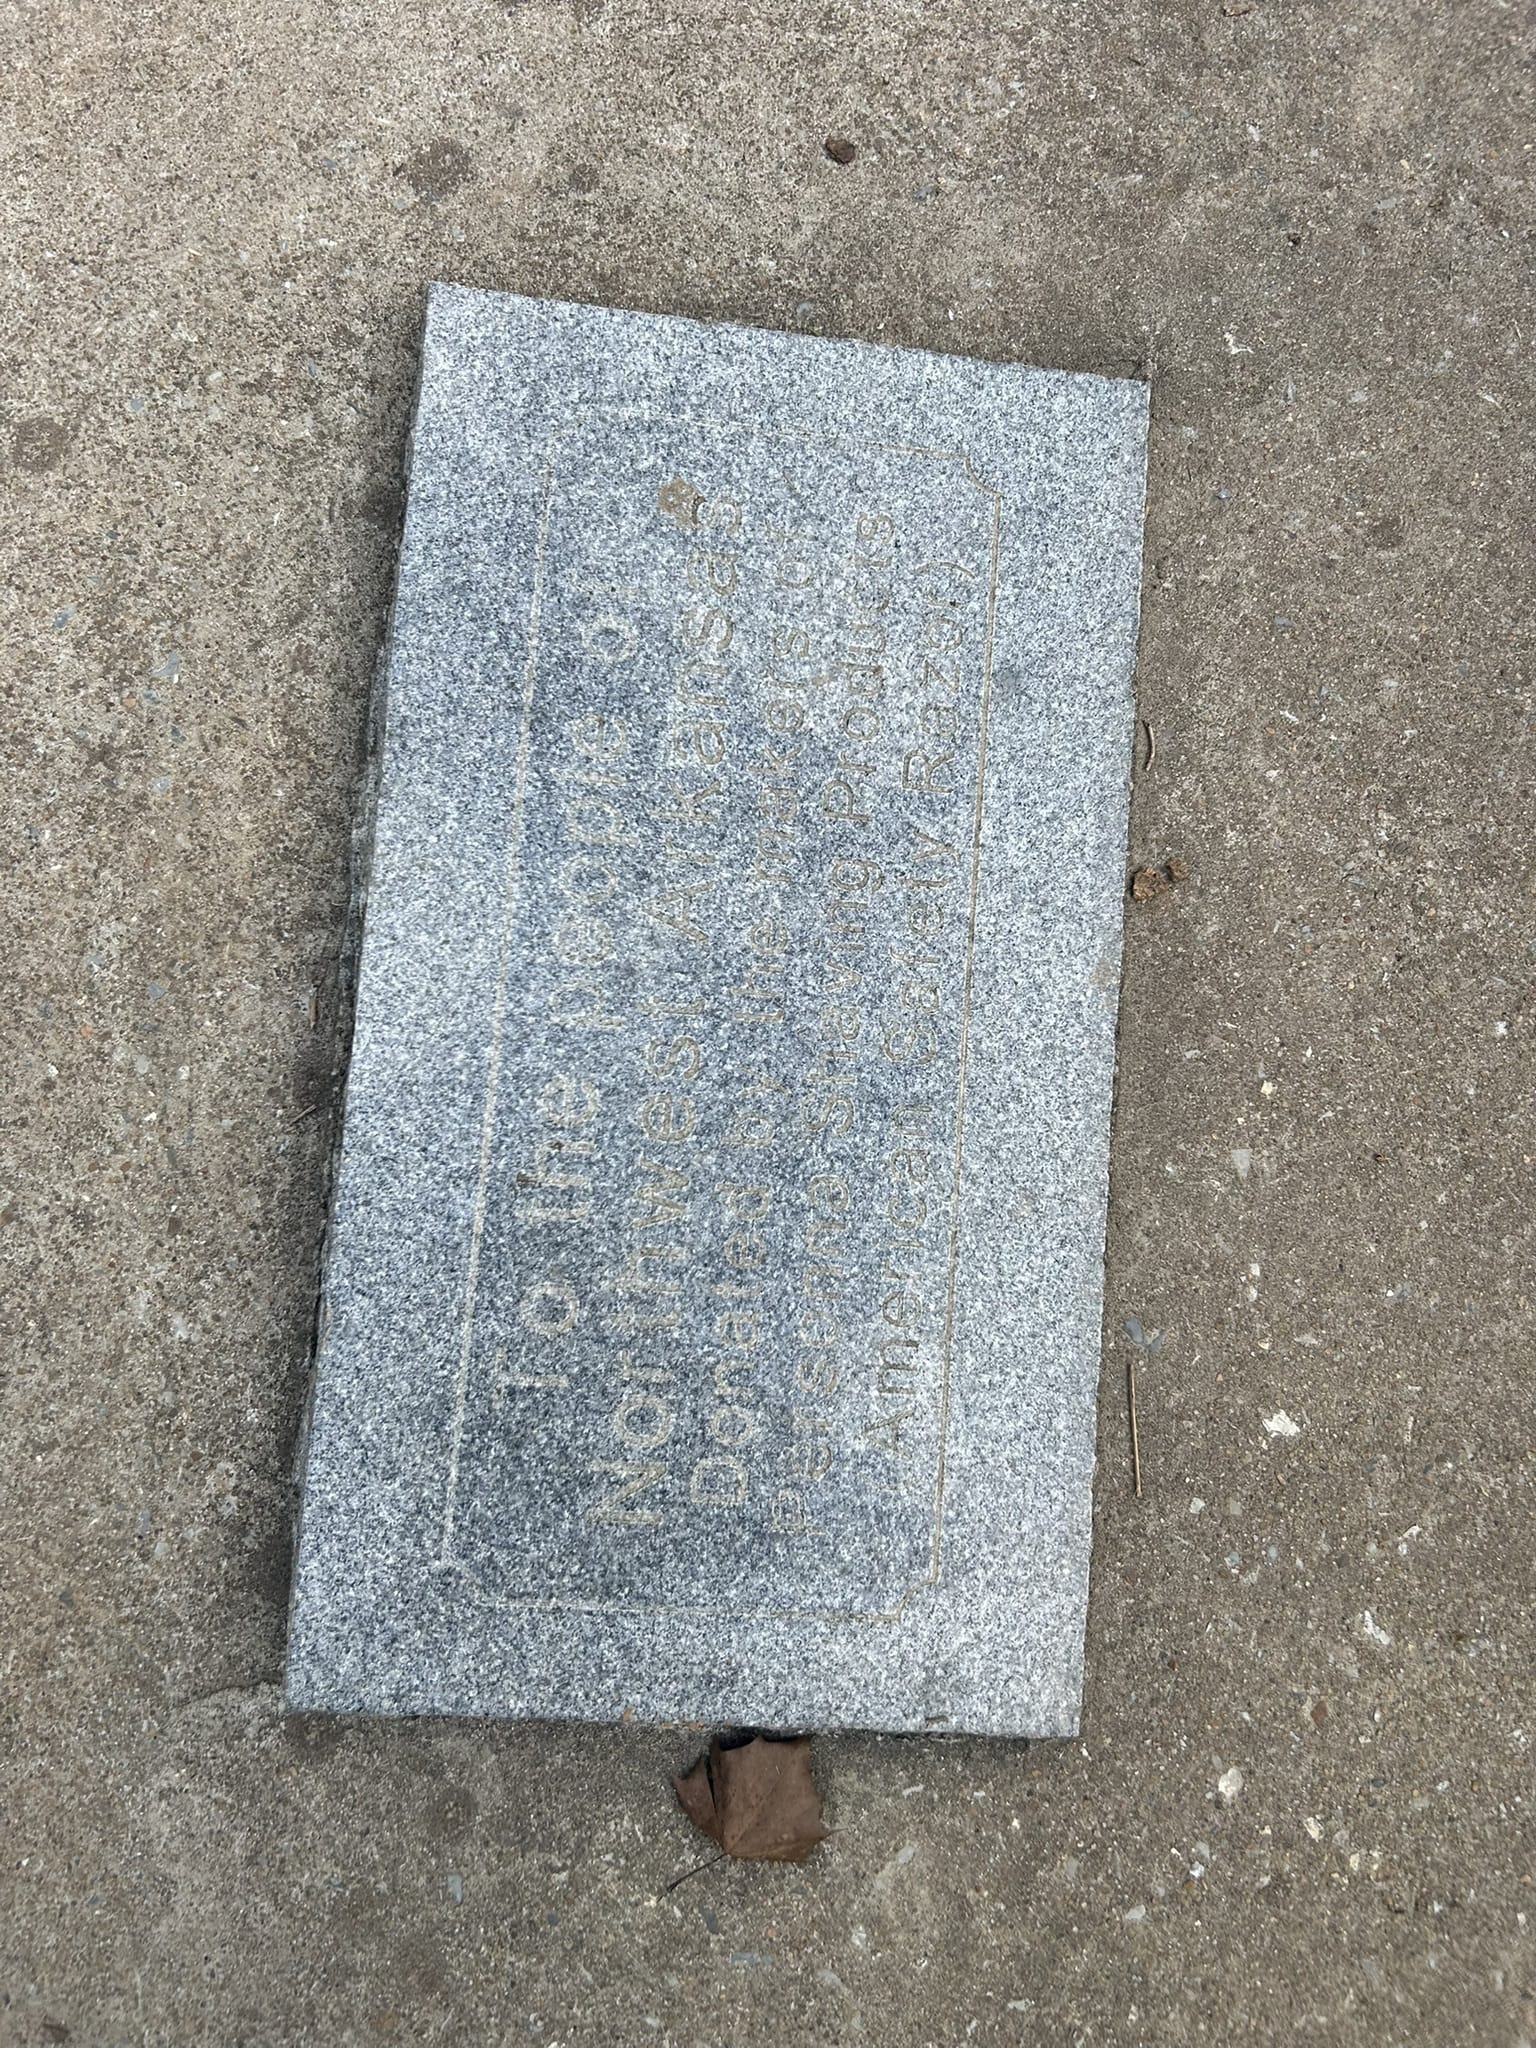 To the people of
Northwest Arkansas
Donated by the makers of
personna Shaving Products
(American Safety Razor)